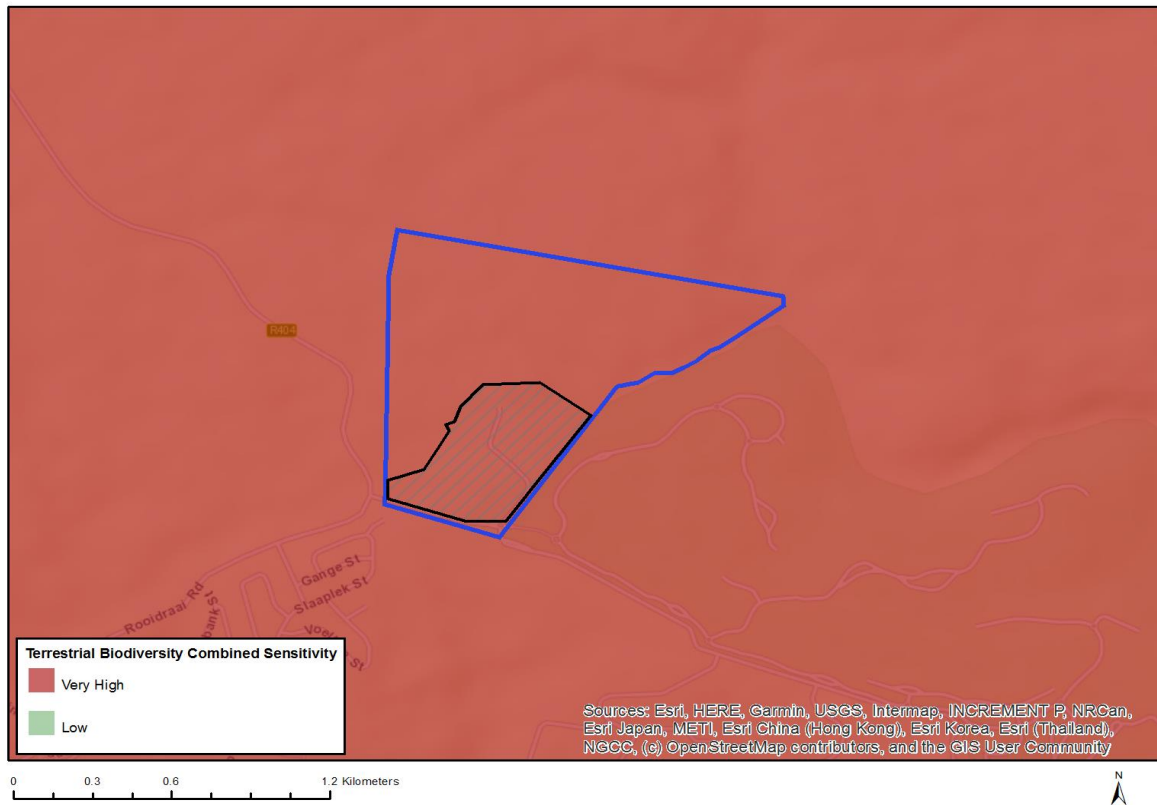 R404
Gange St
Slaaplek St
Rooidraai Rd
bank St
St
Terrestrial Biodiversity Combined Sensitivity
Very High
Low
Sources: Esri, HERE, Garmin, USGS, Intermap, INCREMENT P, NRCan,
Esri Japan, METI, Esri China (Hong Kong), Esri Korea, Esri (Thailand),
NGCC, (c) OpenStreetMap contributors, and the GIS User Community
0 0.3 0.6 1.2 Kilometers
N